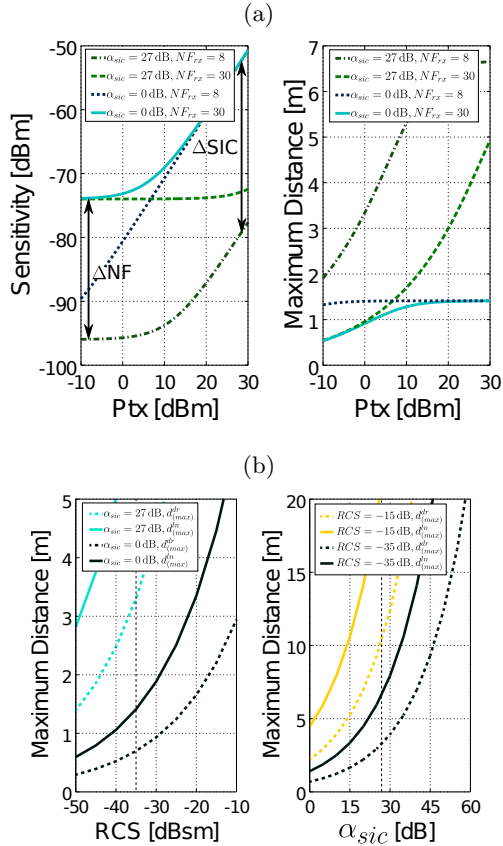 (a)
-50
-60
-70
-80
-90
-100
-10
0
10
20
30
Ptx [dBm]
Sensitivity [dBm]
α_sic = 27 dB, NF_rx = 8
α_sic = 27 dB, NF_rx = 30
α_sic = 0 dB, NF_rx = 8
α_sic = 0 dB, NF_rx = 30
ΔSIC
ΔNF
7
6
5
4
3
2
1
0
-10
0
10
20
30
Ptx [dBm]
Maximum Distance [m]
α_sic = 27 dB, NF_rx = 8
α_sic = 27 dB, NF_rx = 30
α_sic = 0 dB, NF_rx = 8
α_sic = 0 dB, NF_rx = 30
(b)
5
4
3
2
1
0
-50
-40
-30
-20
-10
RCS [dBsm]
Maximum Distance [m]
α_sic = 27 dB, d^dr_(max)
α_sic = 27 dB, d^ln_(max)
α_sic = 0 dB, d^dr_(max)
α_sic = 0 dB, d^ln_(max)
20
15
10
5
0
0
15
30
45
60
α_sic [dB]
Maximum Distance [m]
RCS = −15 dB, d^dr_(max)
RCS = −15 dB, d^ln_(max)
RCS = −35 dB, d^dr_(max)
RCS = −35 dB, d^ln_(max)